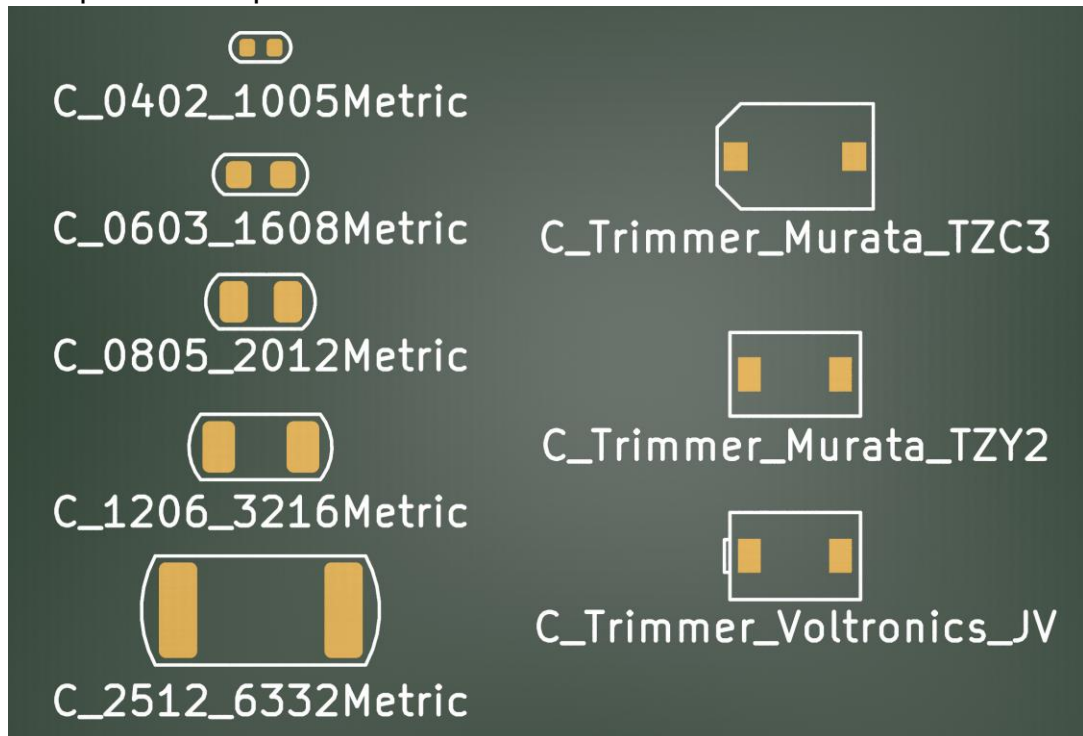 C_0402_1005Metric
C_0603_1608Metric
C_0805_2012Metric
C_1206_3216Metric
C_2512_6332Metric
C_Trimmer_Murata_TZC3
C_Trimmer_Murata_TZY2
C_Trimmer_Voltronics_JV